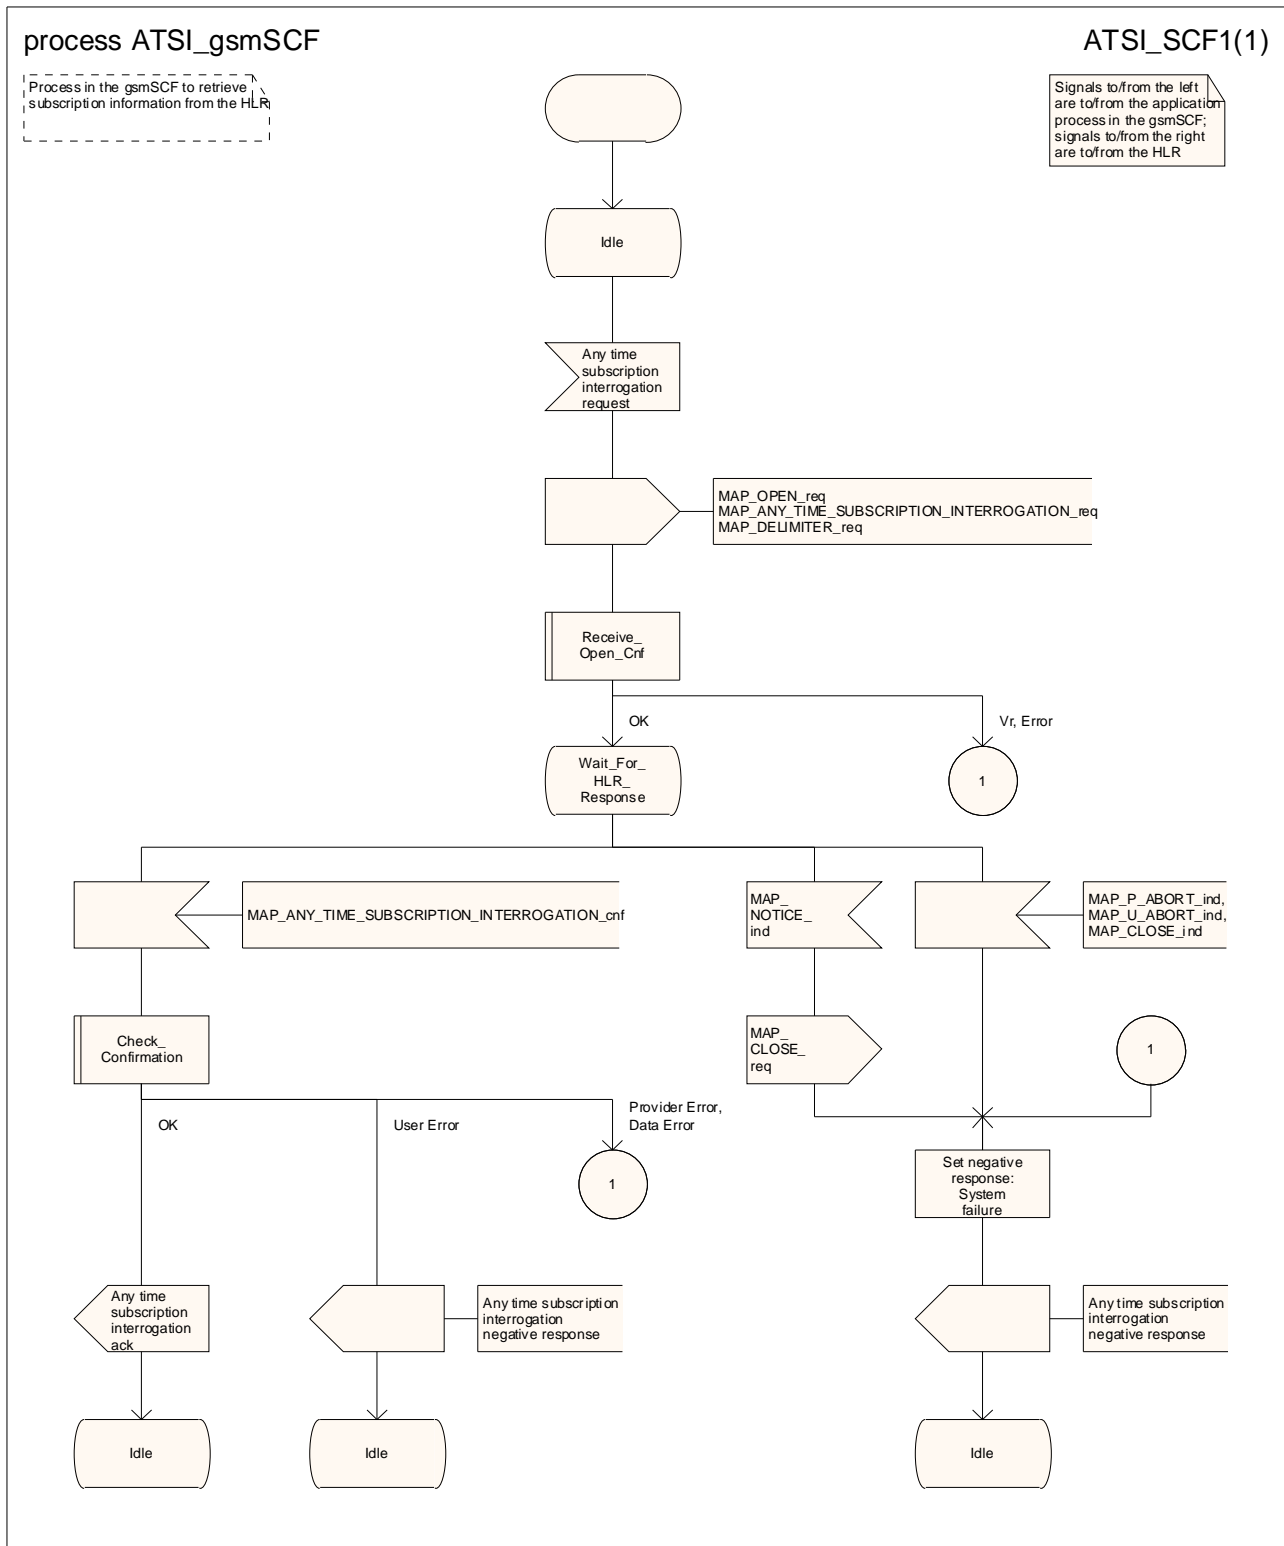 process ATSI_gsmSCF
ATSI_SCF1(1)
Process in the gsmSCF to retrieve
subscription information from the HLR
Signals to/from the left
are to/from the application
process in the gsmSCF;
signals to/from the right
are to/from the HLR
Idle
Any time
subscription
interrogation
request
MAP_OPEN_req
MAP_ANY_TIME_SUBSCRIPTION_INTERROGATION_req
MAP_DELIMITER_req
Receive_
Open_Cnf
OK
Vr, Error
Wait_For_
HLR_
Response
1
MAP_ANY_TIME_SUBSCRIPTION_INTERROGATION_cnf
MAP_
NOTICE_
ind
MAP_P_ABORT_ind,
MAP_U_ABORT_ind,
MAP_CLOSE_ind
Check_
Confirmation
MAP_
CLOSE_
req
1
OK
User Error
Provider Error,
Data Error
1
Set negative
response:
System
failure
Any time
subscription
interrogation
ack
Any time subscription
interrogation
negative response
Any time subscription
interrogation
negative response
Idle
Idle
Idle